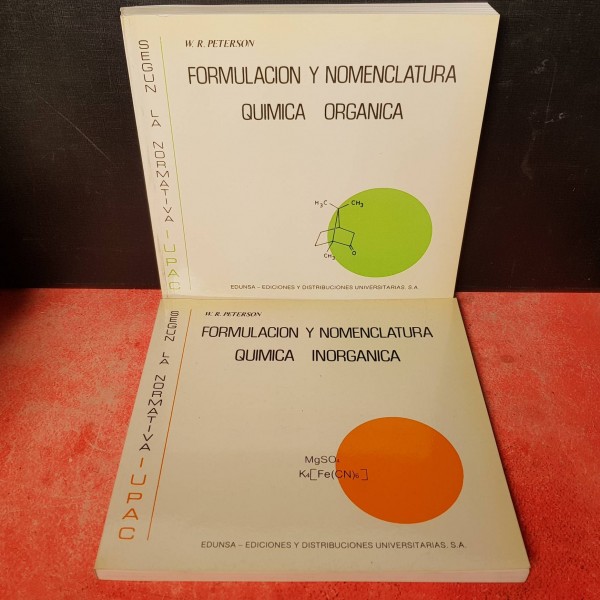 SEGUN LA NORMATIVA IUPAC
W. R. PETERSON
FORMULACION Y NOMENCLATURA
QUIMICA ORGANICA
H₃C CH₃
CH₃ O
EDUNSA – EDICIONES Y DISTRIBUCIONES UNIVERSITARIAS, S.A.
SEGUN LA NORMATIVA IUPAC
W. R. PETERSON
FORMULACION Y NOMENCLATURA
QUIMICA INORGANICA
MgSO₄
K₄[Fe(CN)₆]
EDUNSA – EDICIONES Y DISTRIBUCIONES UNIVERSITARIAS, S.A.